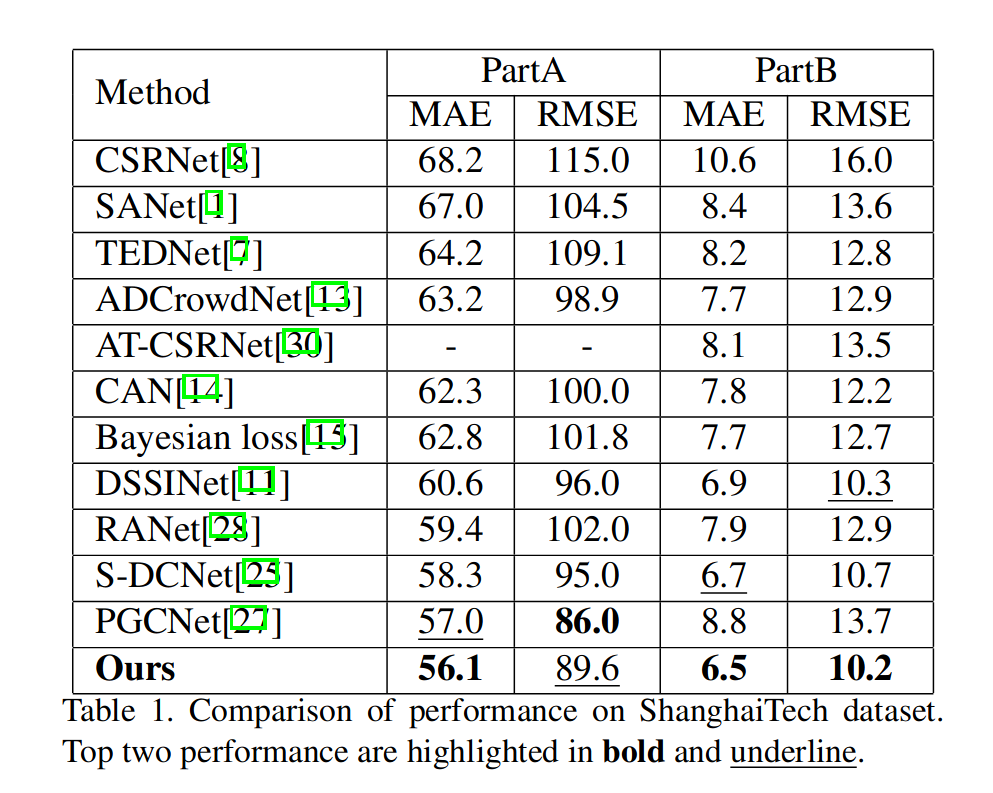 Method PartA PartB
MAE RMSE MAE RMSE
CSRNet[8] 68.2 115.0 10.6 16.0
SANet[1] 67.0 104.5 8.4 13.6
TEDNet[7] 64.2 109.1 8.2 12.8
ADCrowdNet[13] 63.2 98.9 7.7 12.9
AT-CSRNet[30] - - 8.1 13.5
CAN[14] 62.3 100.0 7.8 12.2
Bayesian loss[15] 62.8 101.8 7.7 12.7
DSSINet[11] 60.6 96.0 6.9 10.3
RANet[28] 59.4 102.0 7.9 12.9
S-DCNet[25] 58.3 95.0 6.7 10.7
PGCNet[27] 57.0 86.0 8.8 13.7
Ours 56.1 89.6 6.5 10.2
Table 1. Comparison of performance on ShanghaiTech dataset.
Top two performance are highlighted in bold and underline.